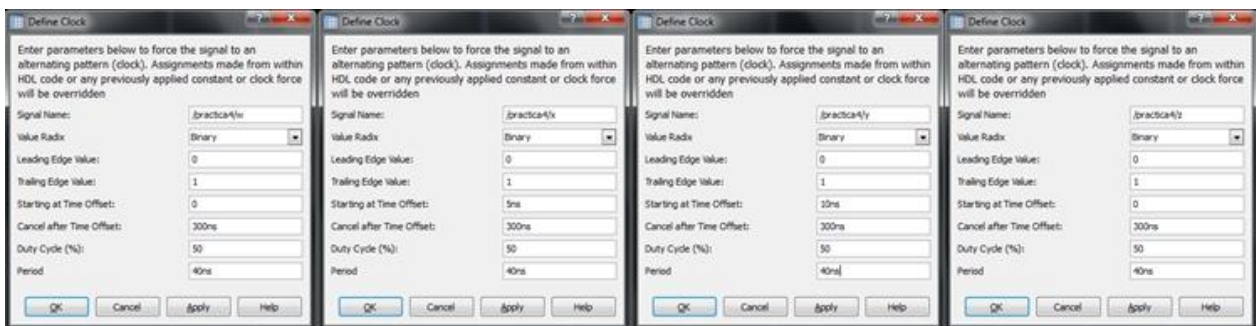 Define Clock
Enter parameters below to force the signal to an
alternating pattern (clock). Assignments made from within
HDL code or any previously applied constant or clock force
will be overridden
Signal Name: /practica4/w
Value Radix Binary
Leading Edge Value: 0
Trailing Edge Value: 1
Starting at Time Offset: 0
Cancel after Time Offset: 300ns
Duty Cycle (%): 50
Period 40ns
OK Cancel Apply Help
Define Clock
Enter parameters below to force the signal to an
alternating pattern (clock). Assignments made from within
HDL code or any previously applied constant or clock force
will be overridden
Signal Name: /practica4/x
Value Radix Binary
Leading Edge Value: 0
Trailing Edge Value: 1
Starting at Time Offset: 5ns
Cancel after Time Offset: 300ns
Duty Cycle (%): 50
Period 40ns
OK Cancel Apply Help
Define Clock
Enter parameters below to force the signal to an
alternating pattern (clock). Assignments made from within
HDL code or any previously applied constant or clock force
will be overridden
Signal Name: /practica4/y
Value Radix Binary
Leading Edge Value: 0
Trailing Edge Value: 1
Starting at Time Offset: 10ns
Cancel after Time Offset: 300ns
Duty Cycle (%): 50
Period 40ns
OK Cancel Apply Help
Define Clock
Enter parameters below to force the signal to an
alternating pattern (clock). Assignments made from within
HDL code or any previously applied constant or clock force
will be overridden
Signal Name: /practica4/z
Value Radix Binary
Leading Edge Value: 0
Trailing Edge Value: 1
Starting at Time Offset: 0
Cancel after Time Offset: 300ns
Duty Cycle (%): 50
Period 40ns
OK Cancel Apply Help